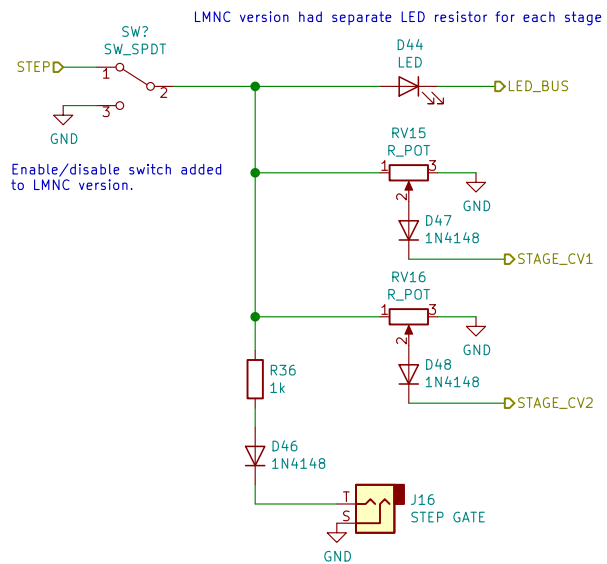 LMNC version had separate LED resistor for each stage
SW?
SW_SPDT
STEP
1
2
3
GND
D44
LED
LED_BUS
Enable/disable switch added
to LMNC version.
RV15
R_POT
1
3
2
GND
D47
1N4148
STAGE_CV1
RV16
R_POT
1
3
2
GND
D48
1N4148
STAGE_CV2
R36
1k
D46
1N4148
T
S
J16
STEP GATE
GND